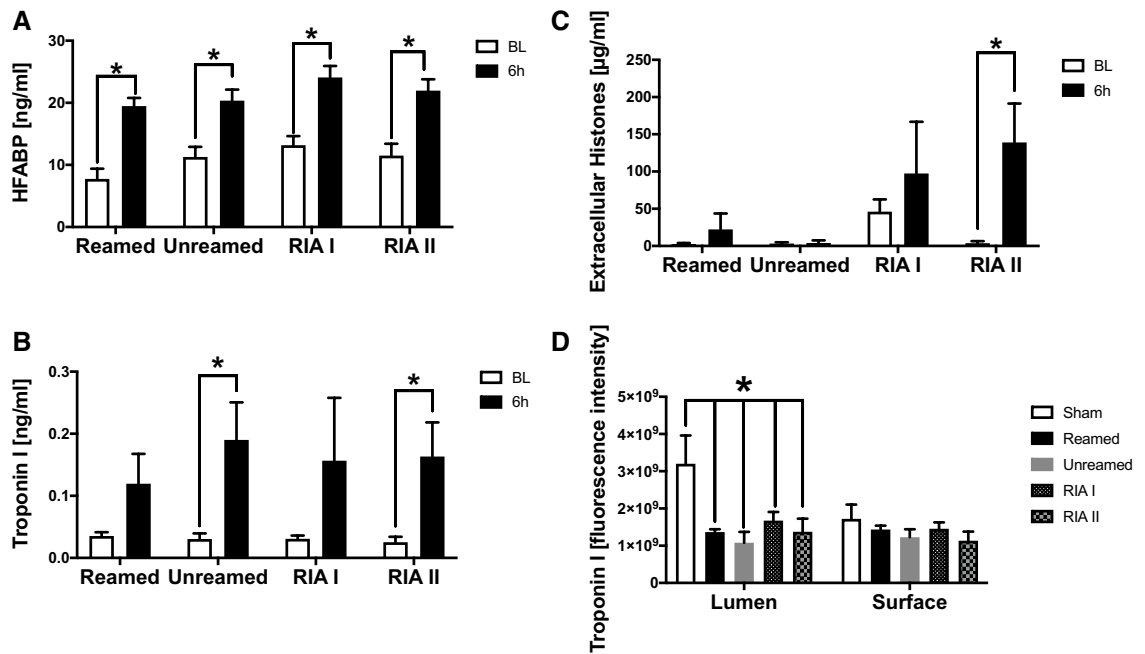 A
HFABP [ng/ml]
30
20
10
0
*
*
*
*
BL
6h
Reamed Unreamed RIA I RIA II
B
Troponin I [ng/ml]
0.3
0.2
0.1
0.0
*
*
BL
6h
Reamed Unreamed RIA I RIA II
C
Extracellular Histones [µg/ml]
250
200
150
100
50
0
*
BL
6h
Reamed Unreamed RIA I RIA II
D
Troponin I [fluorescence intensity]
5×10⁹
4×10⁹
3×10⁹
2×10⁹
1×10⁹
0
*
Sham
Reamed
Unreamed
RIA I
RIA II
Lumen Surface